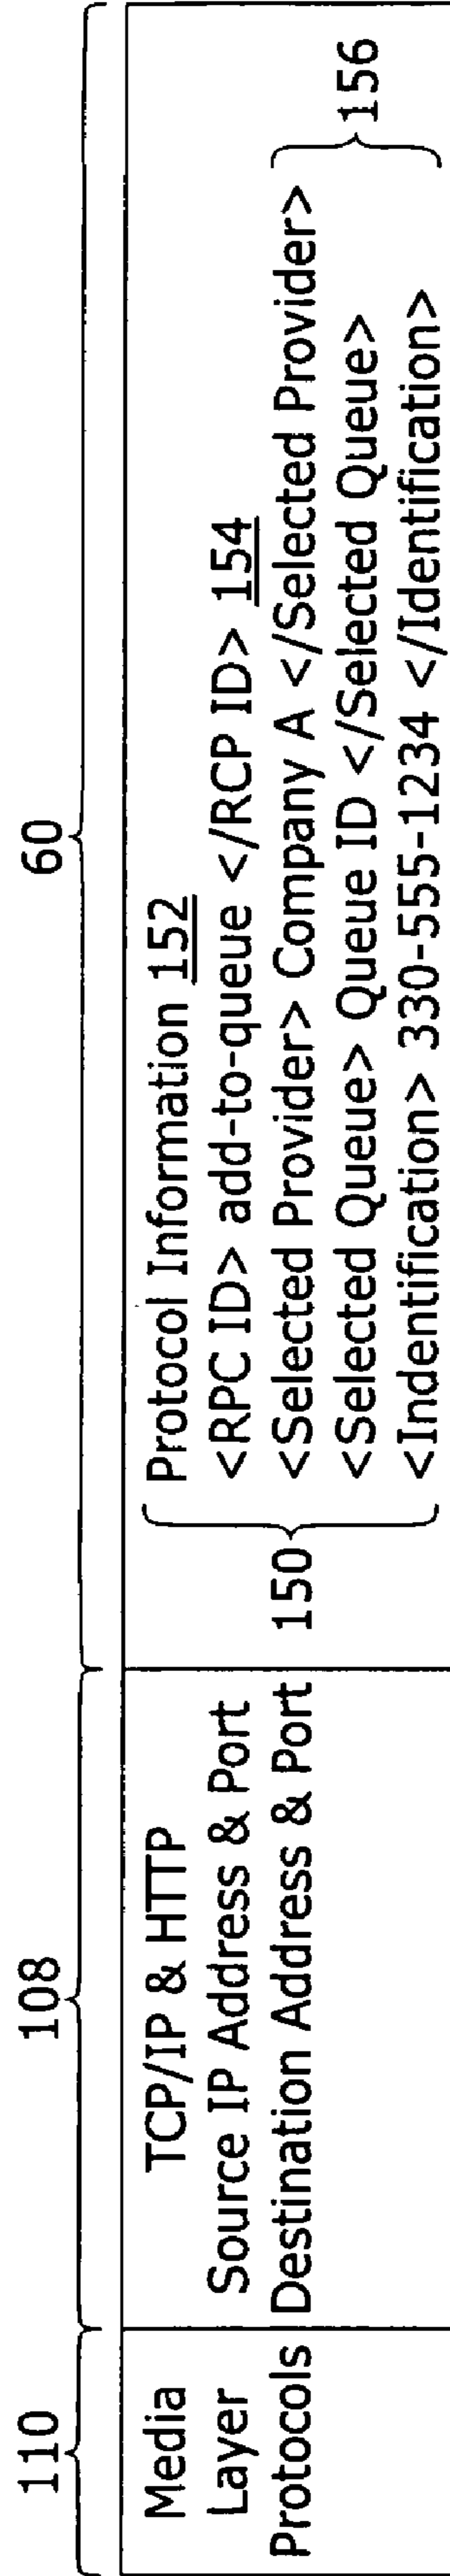 110
108
60
Media
Layer
Protocols
TCP/IP & HTTP
Source IP Address & Port
Destination Address & Port
150
Protocol Information 152
<RPC ID> add-to-queue </RCP ID> 154
<Selected Provider> Company A </Selected Provider>
<Selected Queue> Queue ID </Selected Queue>
<Indentification> 330-555-1234 </Identification>
156